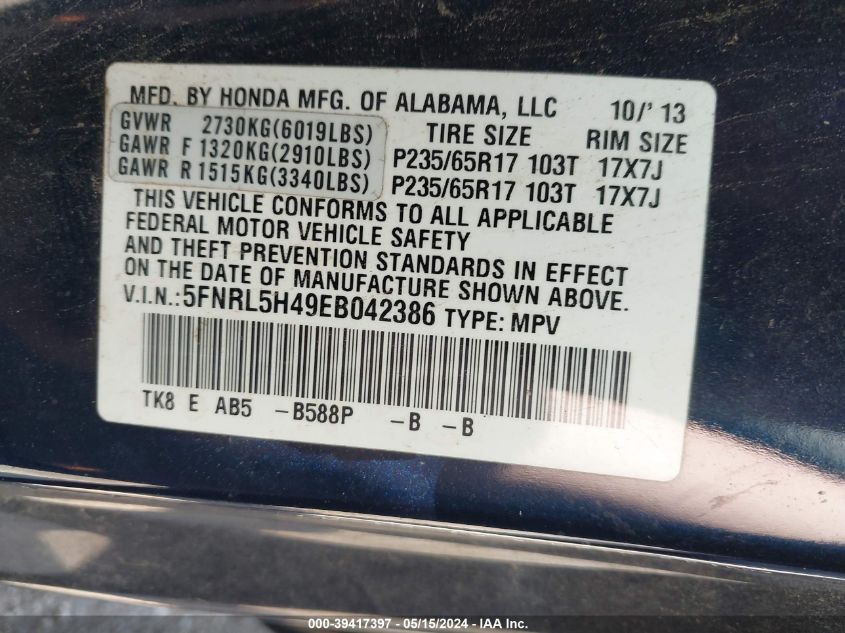 MFD. BY HONDA MFG. OF ALABAMA, LLC 10/' 13
GVWR 2730KG(6019LBS) TIRE SIZE RIM SIZE
GAWR F 1320KG(2910LBS) P235/65R17 103T 17X7J
GAWR R 1515KG(3340LBS) P235/65R17 103T 17X7J
THIS VEHICLE CONFORMS TO ALL APPLICABLE
FEDERAL MOTOR VEHICLE SAFETY
AND THEFT PREVENTION STANDARDS IN EFFECT
ON THE DATE OF MANUFACTURE SHOWN ABOVE.
V.I.N.:5FNRL5H49EB042386 TYPE: MPV
TK8 E AB5 -B588P -B -B
000-39417397 - 05/15/2024 - IAAI.com